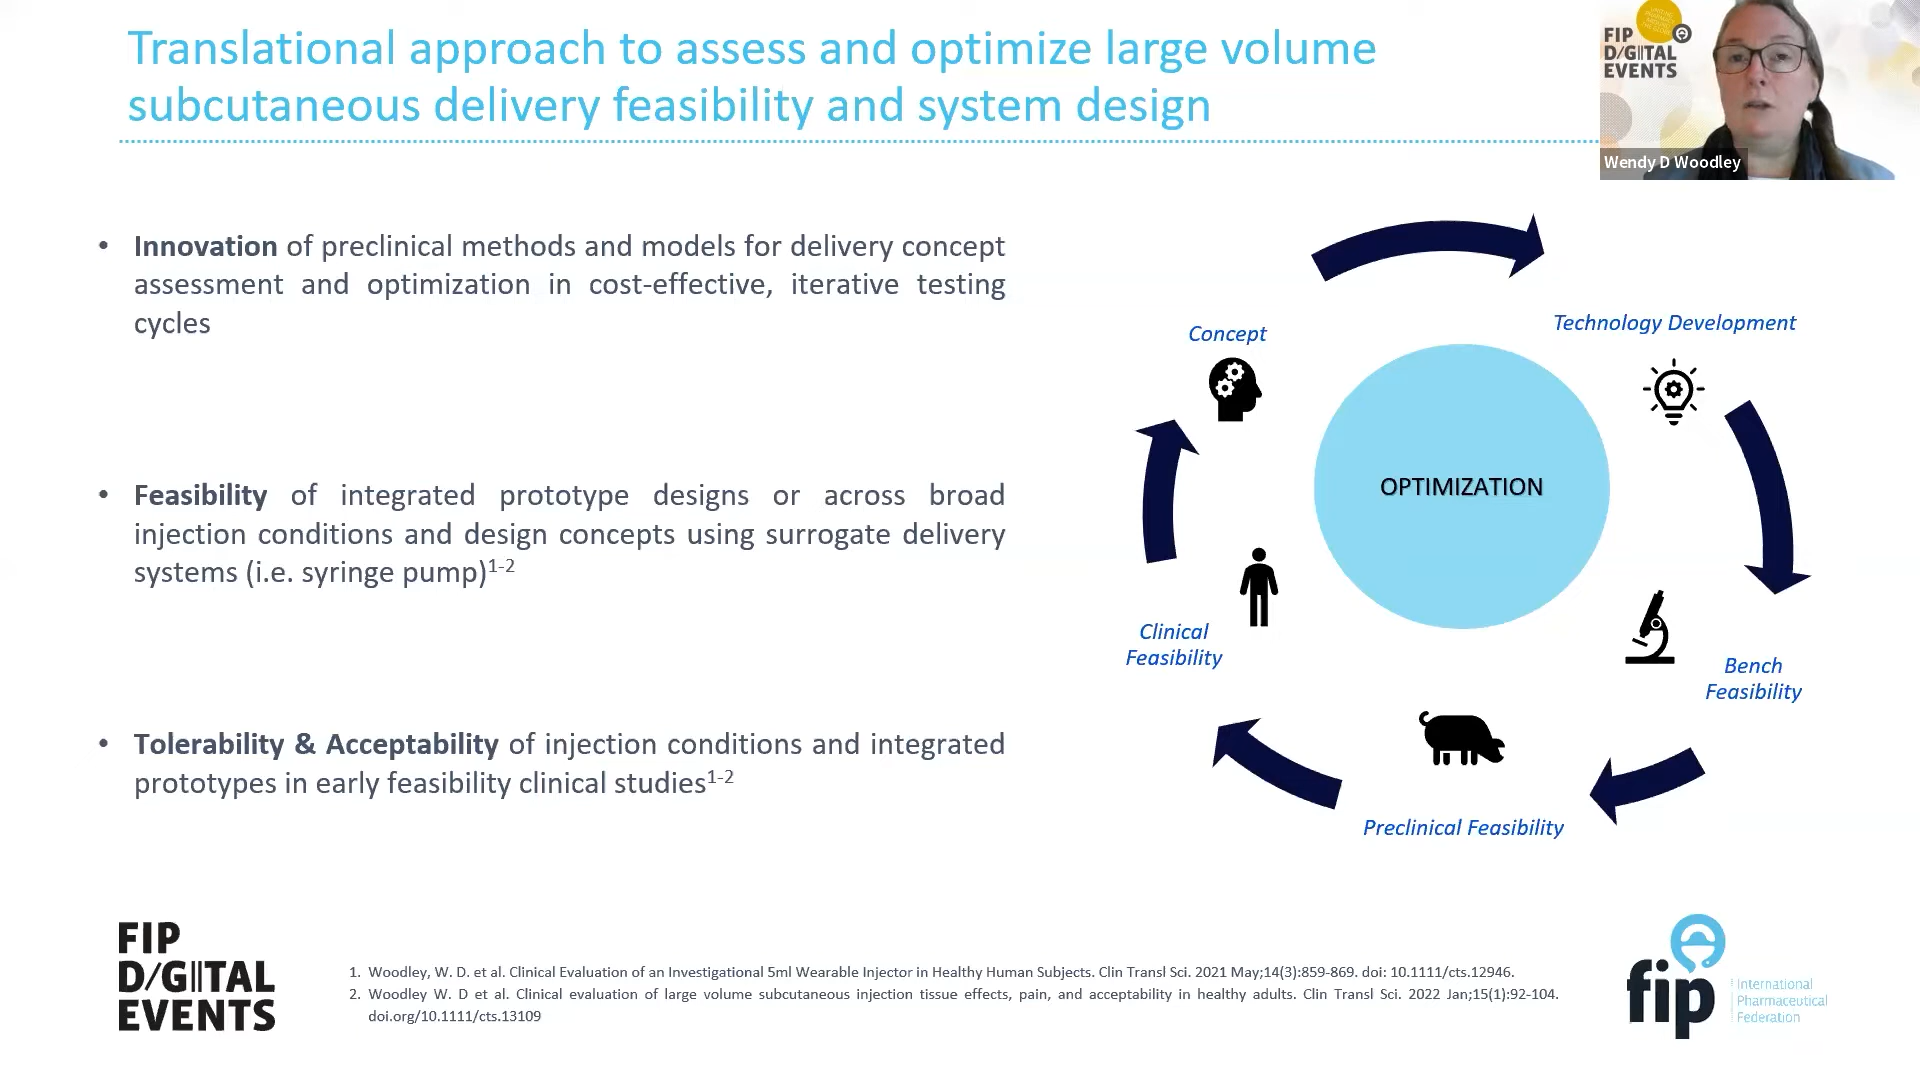 Translational approach to assess and optimize large volume
subcutaneous delivery feasibility and system design
FIP
D/GITAL
EVENTS
Wendy D Woodley
• Innovation of preclinical methods and models for delivery concept
assessment and optimization in cost-effective, iterative testing
cycles
• Feasibility of integrated prototype designs or across broad
injection conditions and design concepts using surrogate delivery
systems (i.e. syringe pump)1-2
• Tolerability & Acceptability of injection conditions and integrated
prototypes in early feasibility clinical studies1-2
Concept
Technology Development
OPTIMIZATION
Clinical
Feasibility
Bench
Feasibility
Preclinical Feasibility
FIP
D/GITAL
EVENTS
1. Woodley, W. D. et al. Clinical Evaluation of an Investigational 5ml Wearable Injector in Healthy Human Subjects. Clin Transl Sci. 2021 May;14(3):859-869. doi: 10.1111/cts.12946.
2. Woodley W. D et al. Clinical evaluation of large volume subcutaneous injection tissue effects, pain, and acceptability in healthy adults. Clin Transl Sci. 2022 Jan;15(1):92-104.
doi.org/10.1111/cts.13109
fip
International
Pharmaceutical
Federation